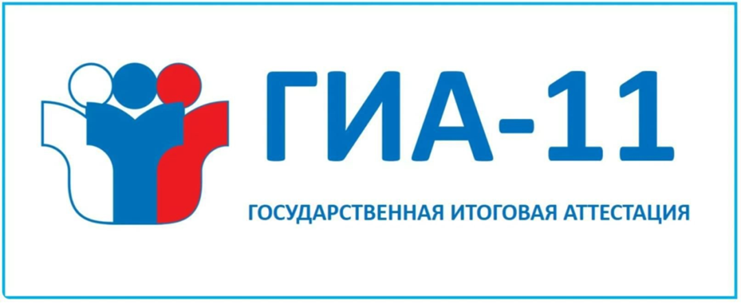 ГИА-11
ГОСУДАРСТВЕННАЯ ИТОГОВАЯ АТТЕСТАЦИЯ